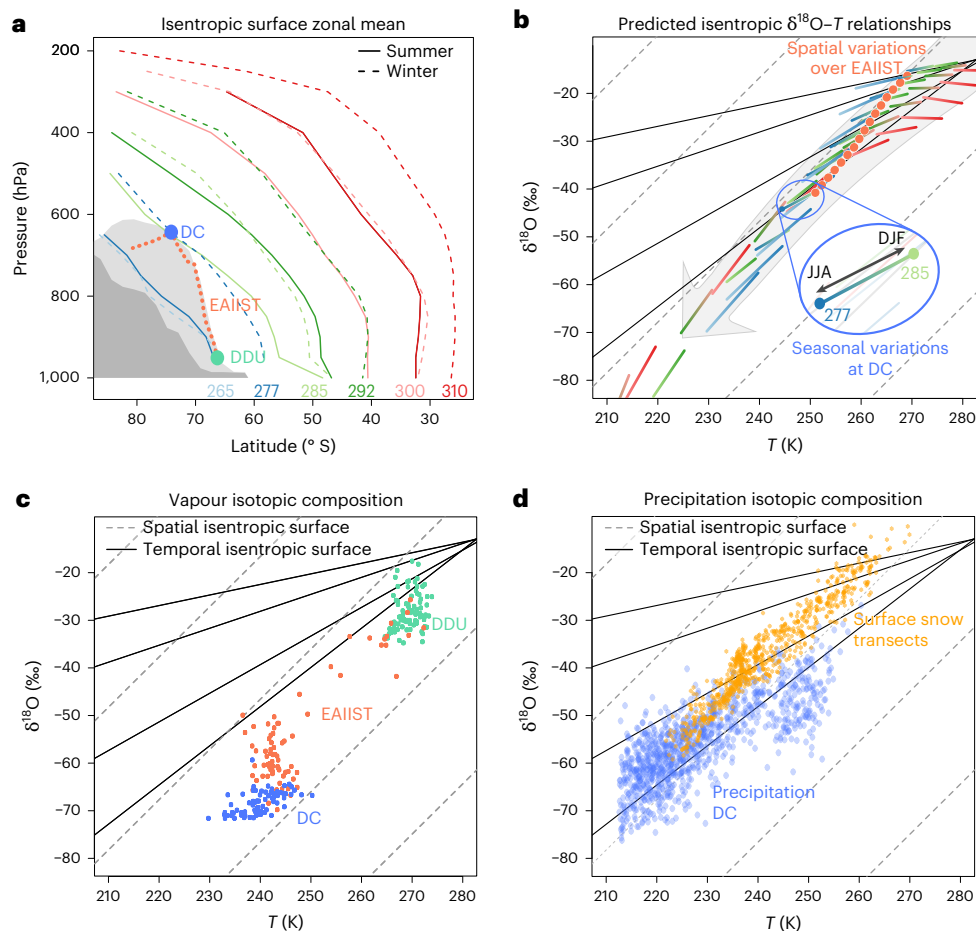 a
Isentropic surface zonal mean
200
400
600
800
1,000
Pressure (hPa)
Summer
Winter
DC
EAIIST
DDU
265
277
285
292
300
310
80
70
60
50
40
30
Latitude (° S)
b
Predicted isentropic δ18O–T relationships
Spatial variations
over EAIIST
−20
−30
−40
−50
−60
−70
−80
δ18O (‰)
DJF
JJA
285
277
Seasonal variations
at DC
210
220
230
240
250
260
270
280
T (K)
c
Vapour isotopic composition
Spatial isentropic surface
Temporal isentropic surface
−20
−30
−40
−50
−60
−70
−80
δ18O (‰)
DDU
EAIIST
DC
210
220
230
240
250
260
270
280
T (K)
d
Precipitation isotopic composition
Spatial isentropic surface
Temporal isentropic surface
−20
−30
−40
−50
−60
−70
−80
δ18O (‰)
Surface snow
transects
Precipitation
DC
210
220
230
240
250
260
270
280
T (K)